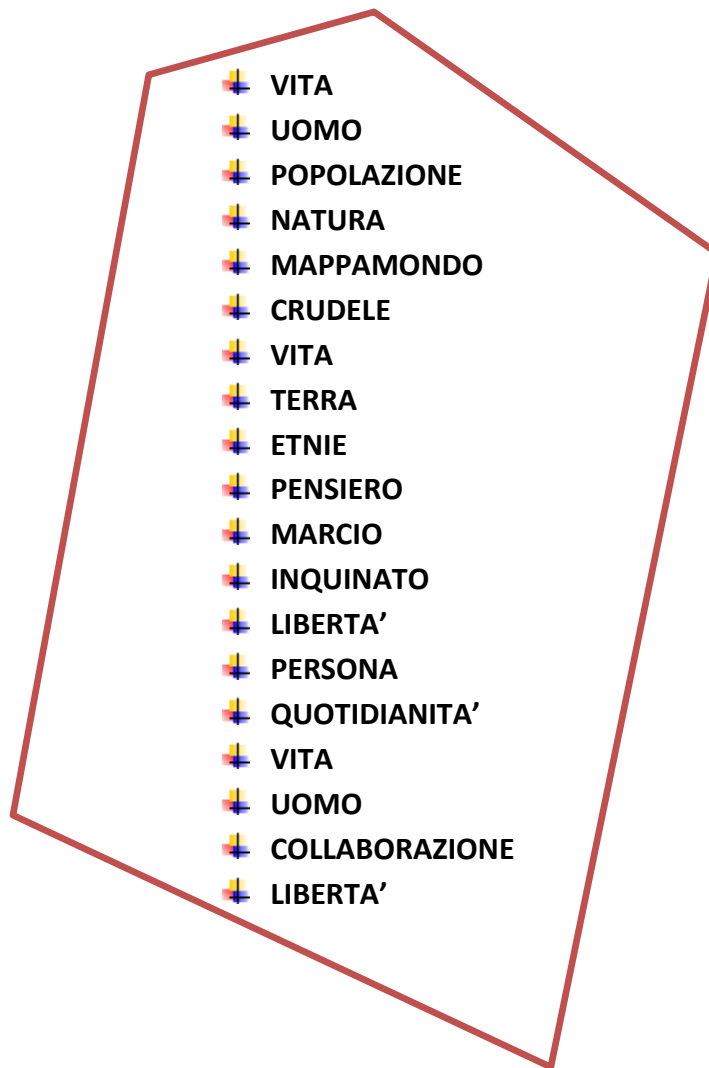 VITA
UOMO
POPOLAZIONE
NATURA
MAPPAMONDO
CRUDELE
VITA
TERRA
ETNIE
PENSIERO
MARCIO
INQUINATO
LIBERTA’
PERSONA
QUOTIDIANITA’
VITA
UOMO
COLLABORAZIONE
LIBERTA’